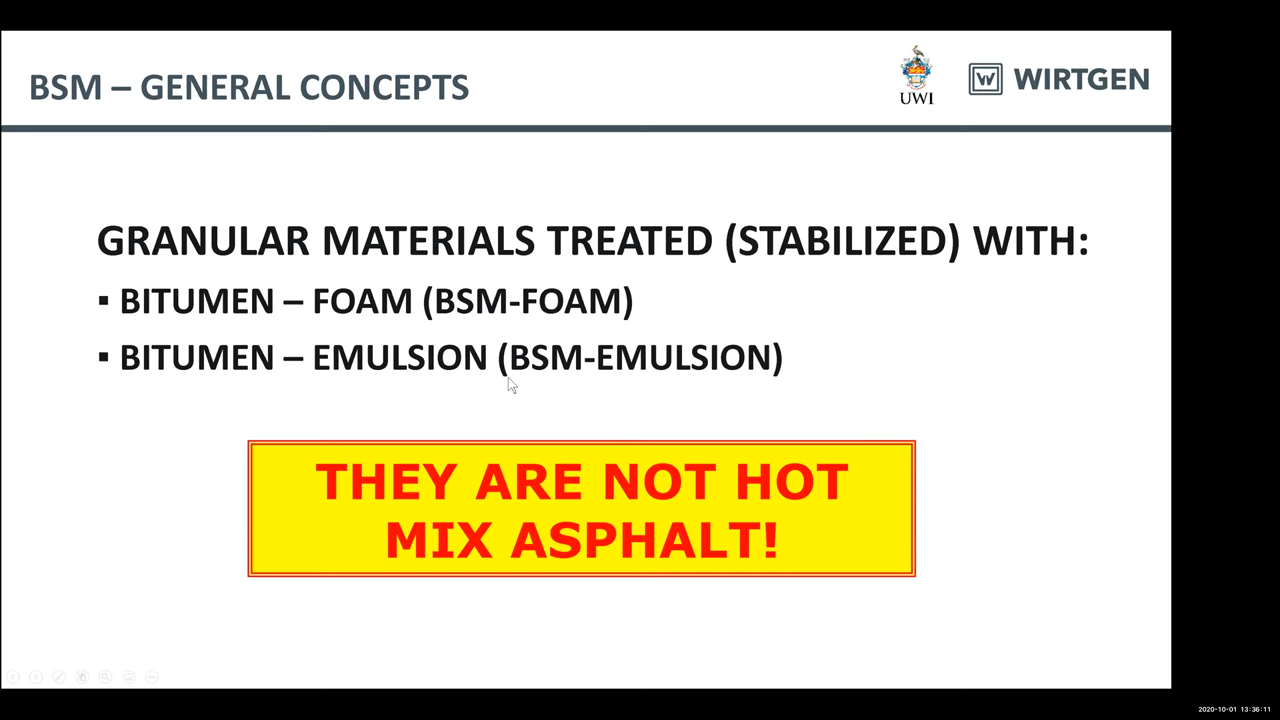 BSM – GENERAL CONCEPTS
UWI
WIRTGEN
GRANULAR MATERIALS TREATED (STABILIZED) WITH:
▪ BITUMEN – FOAM (BSM-FOAM)
▪ BITUMEN – EMULSION (BSM-EMULSION)
THEY ARE NOT HOT
MIX ASPHALT!
2020-10-01 13:36:11